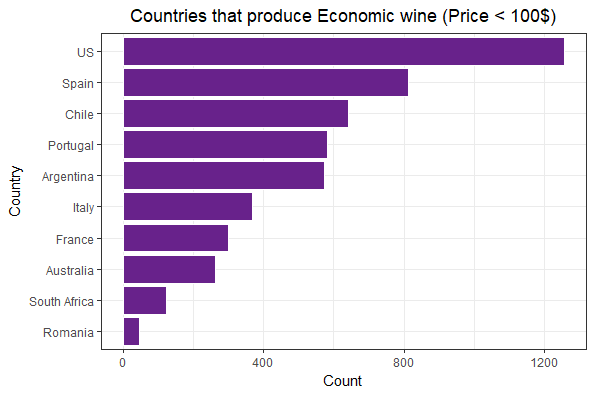 Countries that produce Economic wine (Price < 100$)
US
Spain
Chile
Portugal
Argentina
Italy
France
Australia
South Africa
Romania
Country
0 400 800 1200
Count